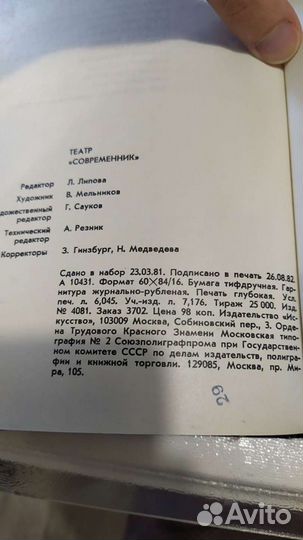 ТЕАТР
«СОВРЕМЕННИК»
Редактор Л. Липова
Художник В. Мельников
дожественный
редактор Г. Сауков
Технический
редактор А. Резник
Корректоры З. Гинзбург, Н. Медведева
Сдано в набор 23.03.81. Подписано в печать 26.08.82.
А 10431. Формат 60×84/16. Бумага тифдручная. Гар-
нитура журнально-рубленая. Печать глубокая. Усл.
печ. л. 6,045. Уч.-изд. л. 7,176. Тираж 25 000. Изд.
№ 4081. Заказ 3702. Цена 98 коп. Издательство «Ис-
кусство», 103009 Москва, Собиновский пер., 3. Орде-
на Трудового Красного Знамени Московская типо-
графия № 2 Союзполиграфпрома при Государствен-
ном комитете СССР по делам издательств, полигра-
фии и книжной торговли. 129085, Москва, пр. Ми-
ра, 105.
29
Avito